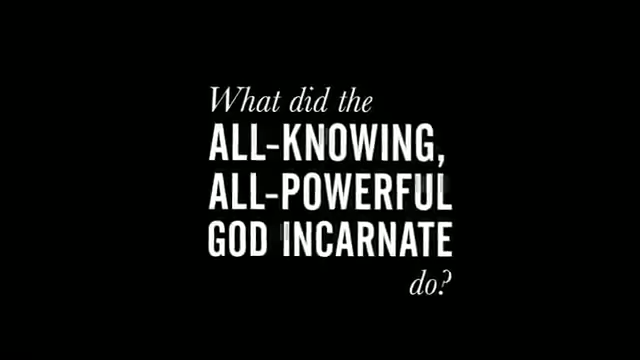 What did the
ALL-KNOWING,
ALL-POWERFUL
GOD INCARNATE
do?